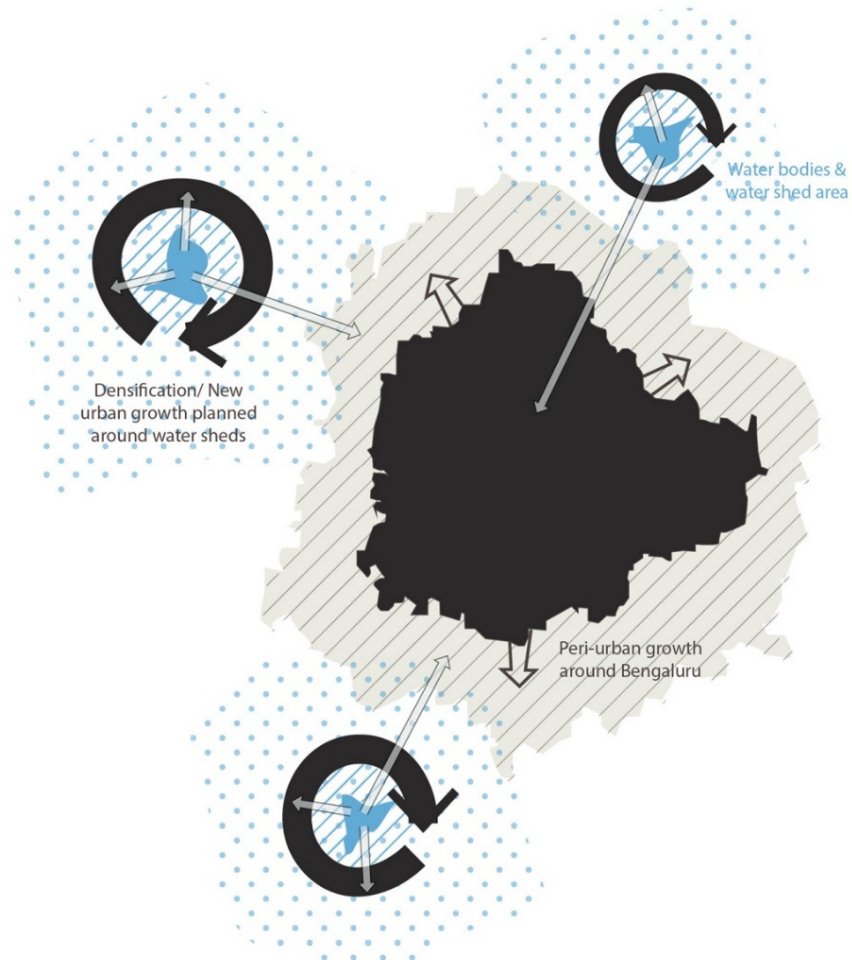 Water bodies &
water shed area
Densification/ New
urban growth planned
around water sheds
Peri-urban growth
around Bengaluru